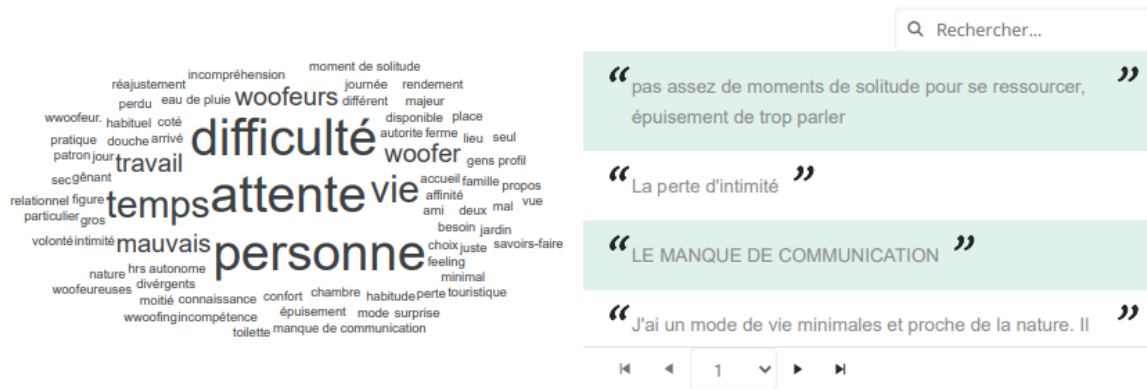 moment de solitude
incompréhension
réajustement journée rendement
perdu eau de pluie woofeurs différent majeur
wwoofeur. habituel coté disponible place
pratique douche arrivé difficulté autorite ferme lieu seul
patron jour travail woofer gens profil
sec gênant accueil famille propos
relationnel figure temps attente vie affinité vue
particulier gros ami deux mal
besoin jardin
volonté intimité mauvais personne choix juste savoirs-faire
feeling
nature hrs autonome minimal
woofeureuses divérgents
moitié connaissance confort chambre habitude perte touristique
wwoofing incompétence épuisement mode surprise
toilette manque de communication
Rechercher...
“ pas assez de moments de solitude pour se ressourcer, ”
épuisement de trop parler
“ La perte d'intimité ”
“ LE MANQUE DE COMMUNICATION ”
“ J'ai un mode de vie minimales et proche de la nature. Il ”
1